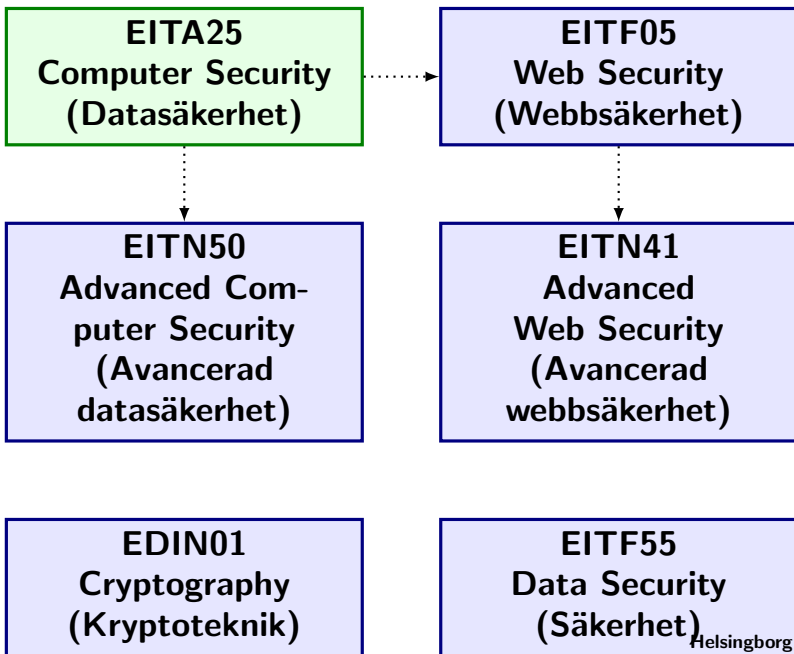 EITA25
Computer Security
(Datasäkerhet)
EITF05
Web Security
(Webbsäkerhet)
EITN50
Advanced Com-
puter Security
(Avancerad
datasäkerhet)
EITN41
Advanced
Web Security
(Avancerad
webbsäkerhet)
EDIN01
Cryptography
(Kryptoteknik)
EITF55
Data Security
(Säkerhet)
Helsingborg